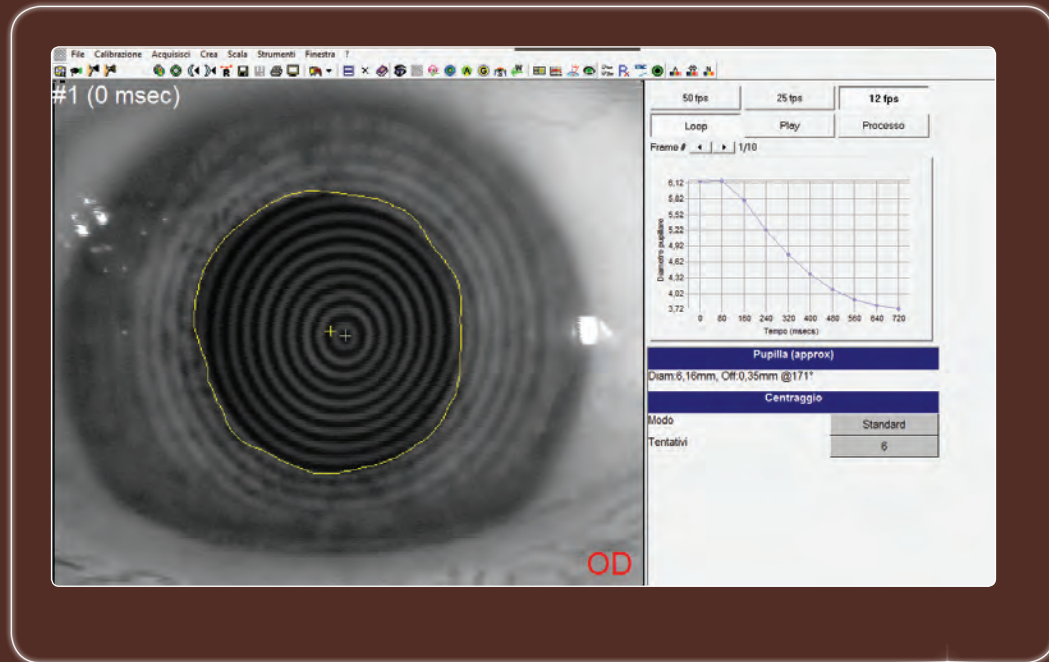 File Calibrazione Acquisisci Crea Scala Strumenti Finestra ?
#1 (0 msec)
50 fps 25 fps 12 fps
Loop Play Processo
Frame # 1/10
Diametro pupillare
6,12
5,82
5,52
5,22
4,92
4,62
4,32
4,02
3,72
0 80 160 240 320 400 480 560 640 720
Tempo (msecs)
Pupilla (approx)
Diam:6,16mm, Off:0,35mm @171°
Centraggio
Modo Standard
Tentativi 6
OD